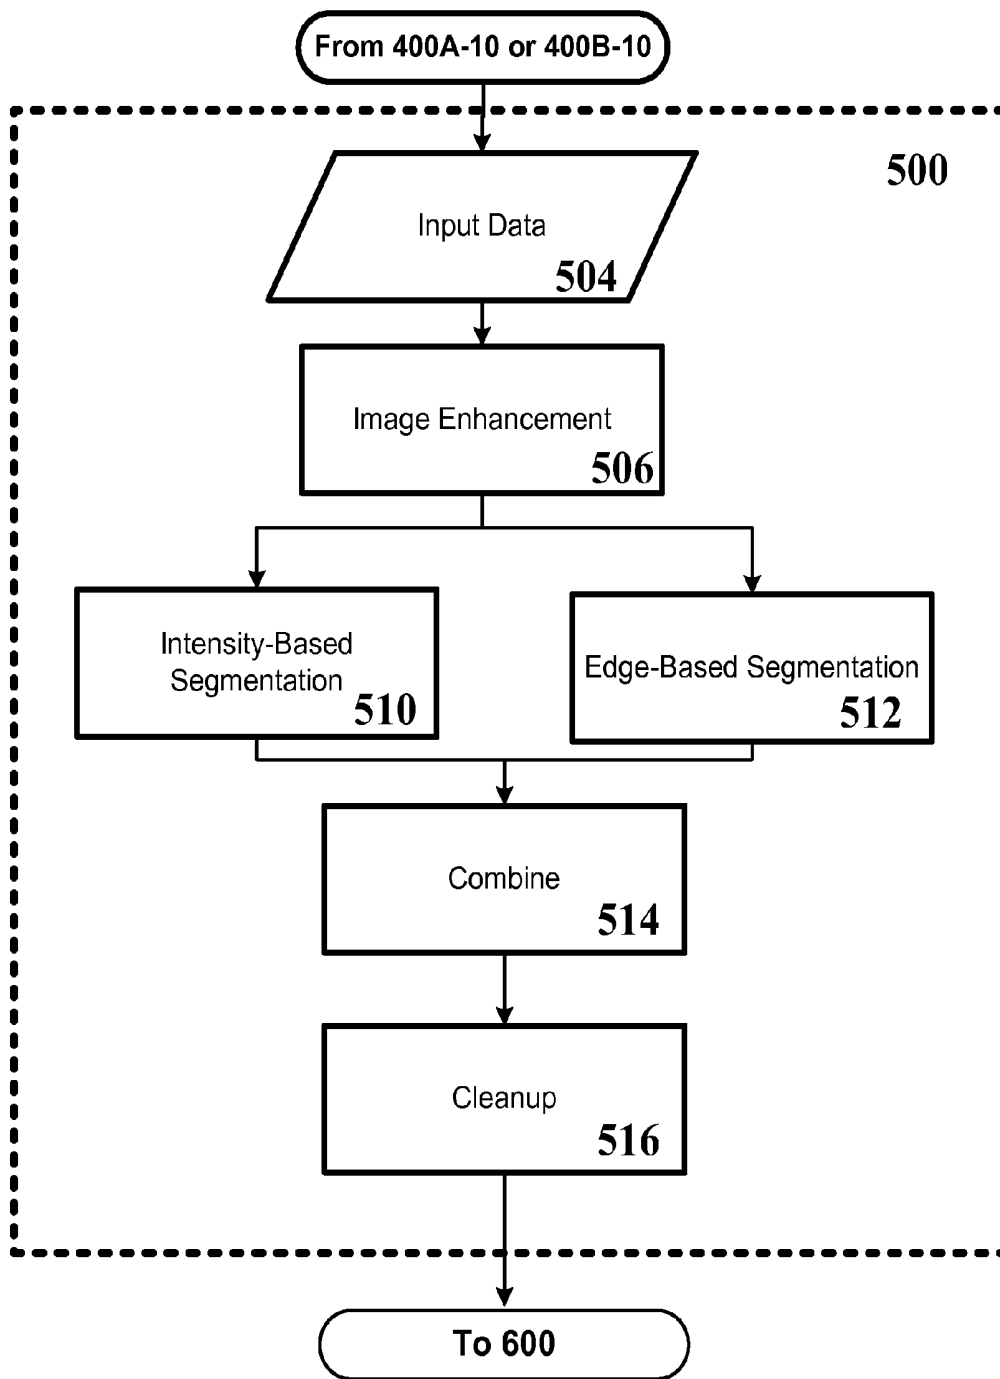 From 400A-10 or 400B-10
500
Input Data
504
Image Enhancement
506
Intensity-Based
Segmentation
510
Edge-Based Segmentation
512
Combine
514
Cleanup
516
To 600